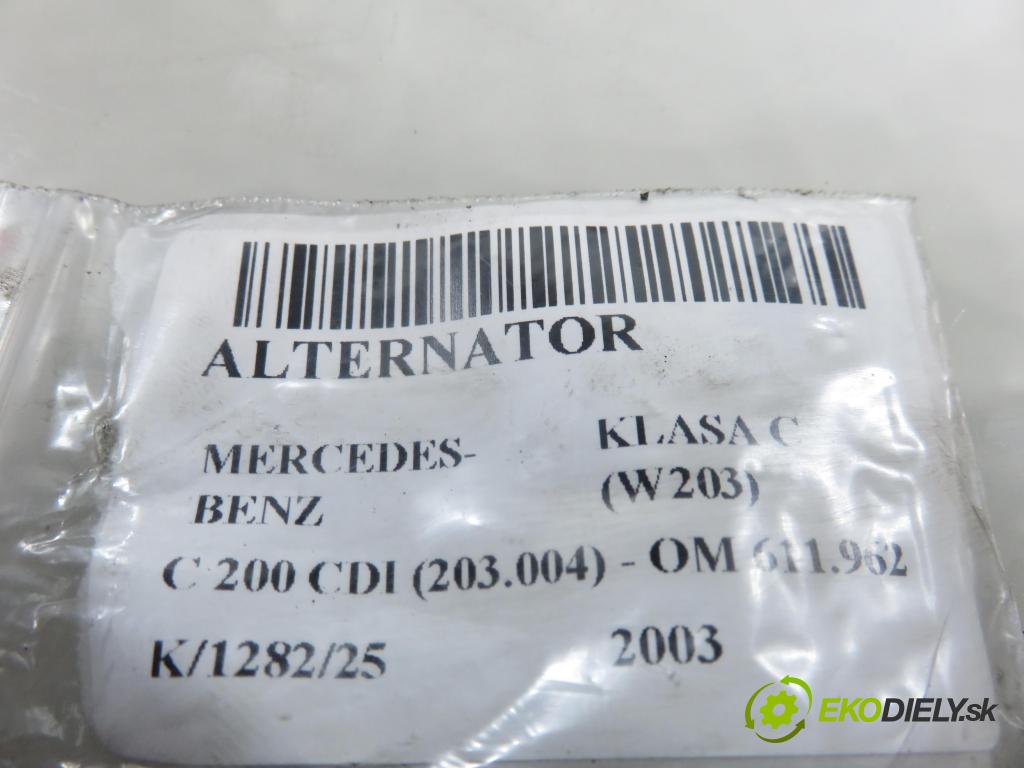 ALTERNATOR
MERCEDES-
BENZ
KLASA C
(W203)
C 200 CDI (203.004) - OM 611.962
K/1282/25
2003
EKODIELY.sk